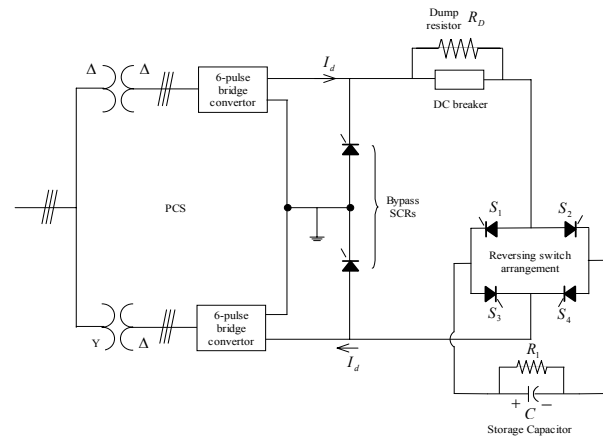 Dump
resistor R_D
Δ Δ
6-pulse
bridge
convertor
I_d
DC breaker
PCS
Bypass
SCRs
S_1 S_2
Reversing switch
arrangement
S_3 S_4
6-pulse
bridge
convertor
Y Δ
I_d
R_1
+ C −
Storage Capacitor